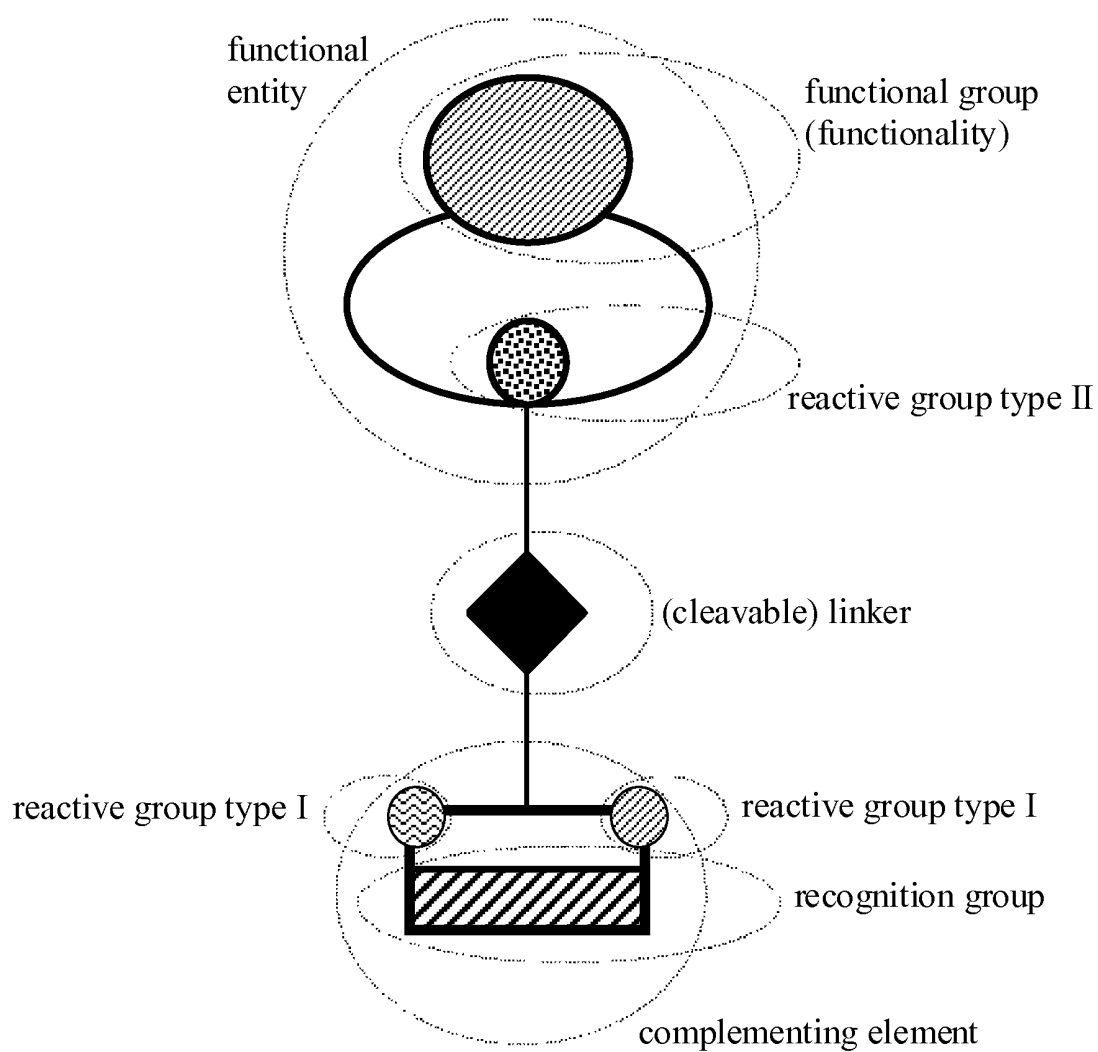 functional
entity
functional group
(functionality)
reactive group type II
(cleavable) linker
reactive group type I
reactive group type I
recognition group
complementing element